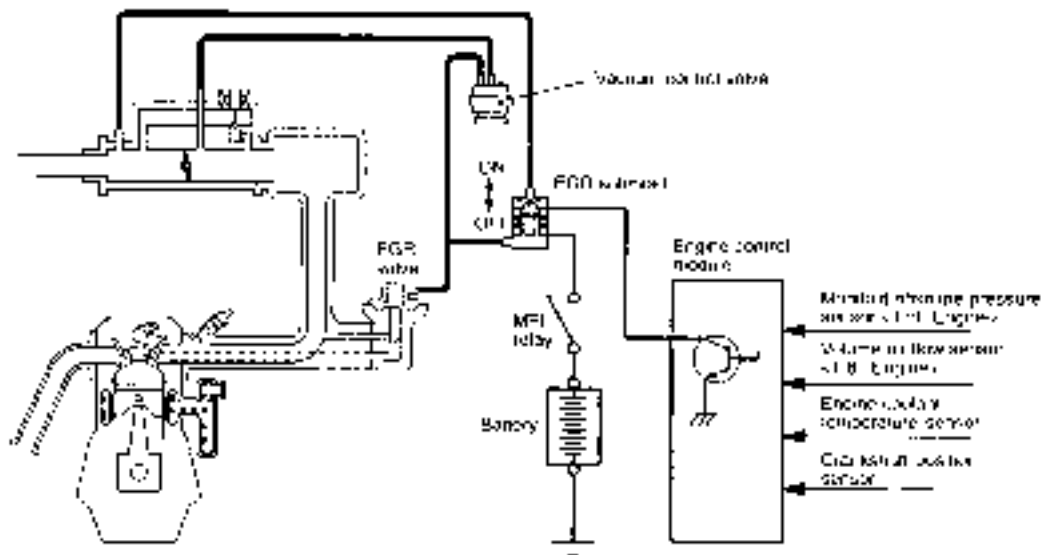 Vacuum control valve
ON
EGR solenoid
OFF
EGR
valve
Engine control
module
MFI
relay
Battery
Manifold absolute pressure
sensor
Volume air flow sensor
Engine coolant
temperature sensor
Crankshaft position
sensor